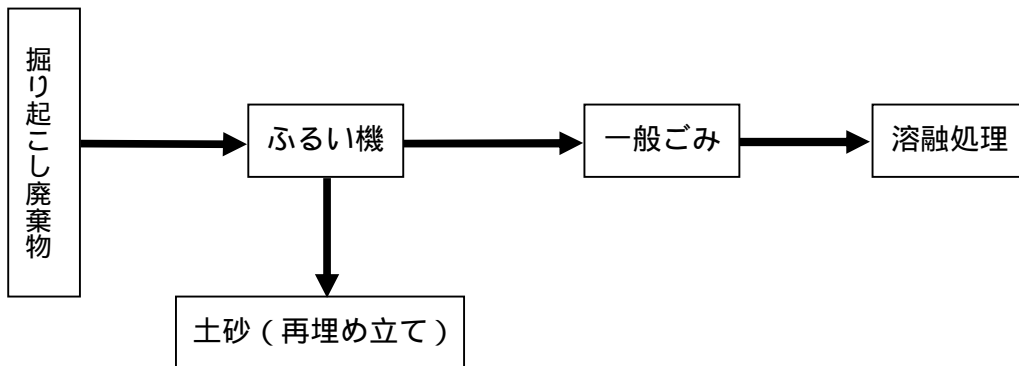 掘り起こし廃棄物
ふるい機
一般ごみ
溶融処理
土砂（再埋め立て）